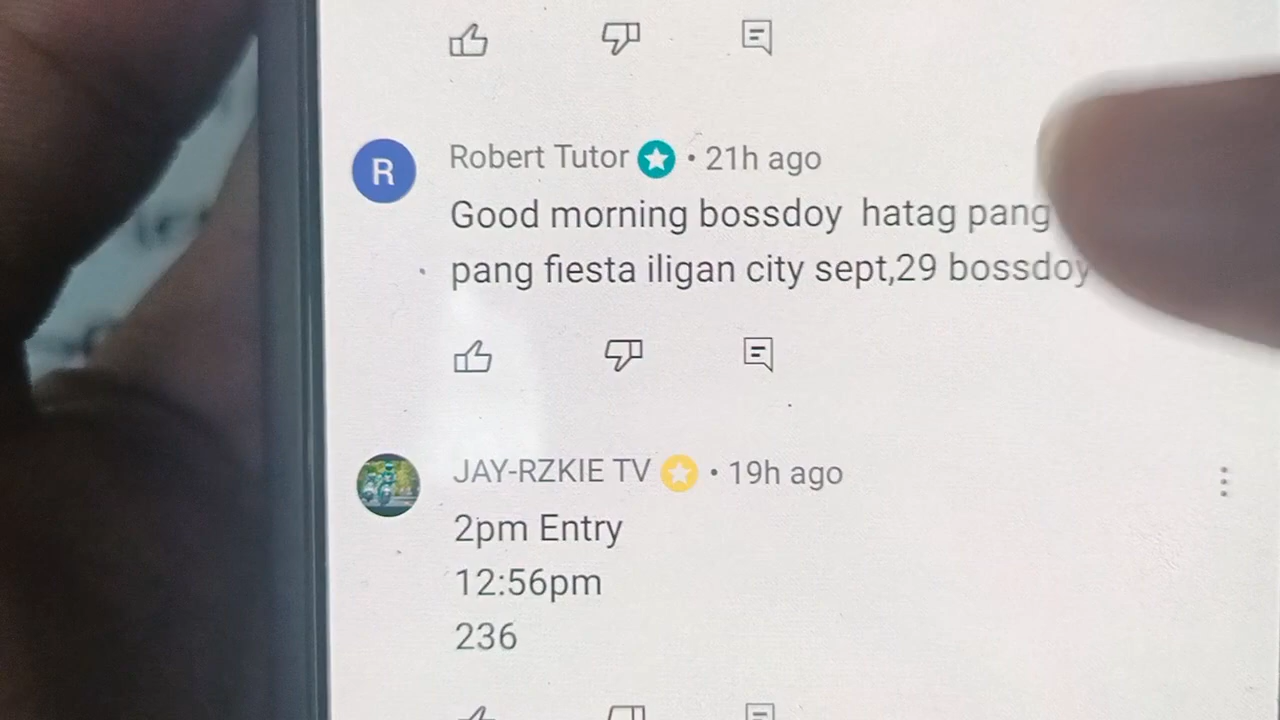 R
Robert Tutor • 21h ago
Good morning bossdoy hatag pang
pang fiesta iligan city sept,29 bossdoy
JAY-RZKIE TV • 19h ago
2pm Entry
12:56pm
236